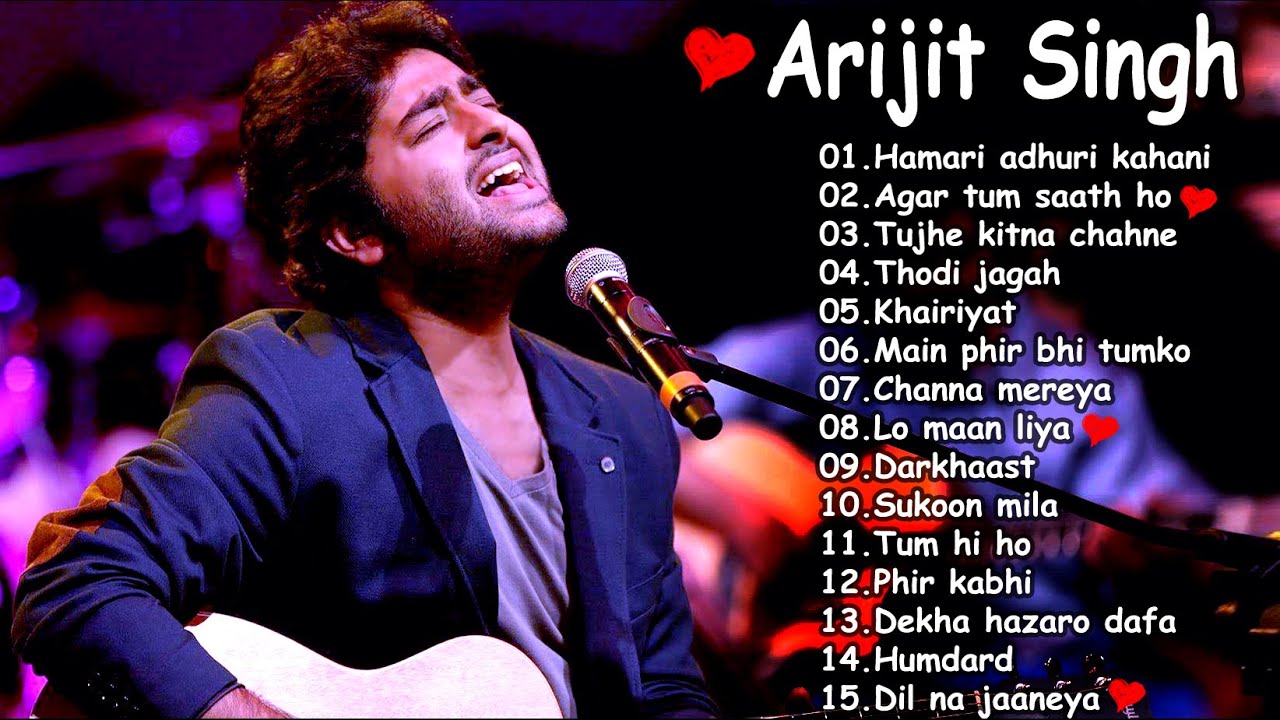 Arijit Singh
01.Hamari adhuri kahani
02.Agar tum saath ho
03.Tujhe kitna chahne
04.Thodi jagah
05.Khairiyat
06.Main phir bhi tumko
07.Channa mereya
08.Lo maan liya
09.Darkhaast
10.Sukoon mila
11.Tum hi ho
12.Phir kabhi
13.Dekha hazaro dafa
14.Humdard
15.Dil na jaaneya